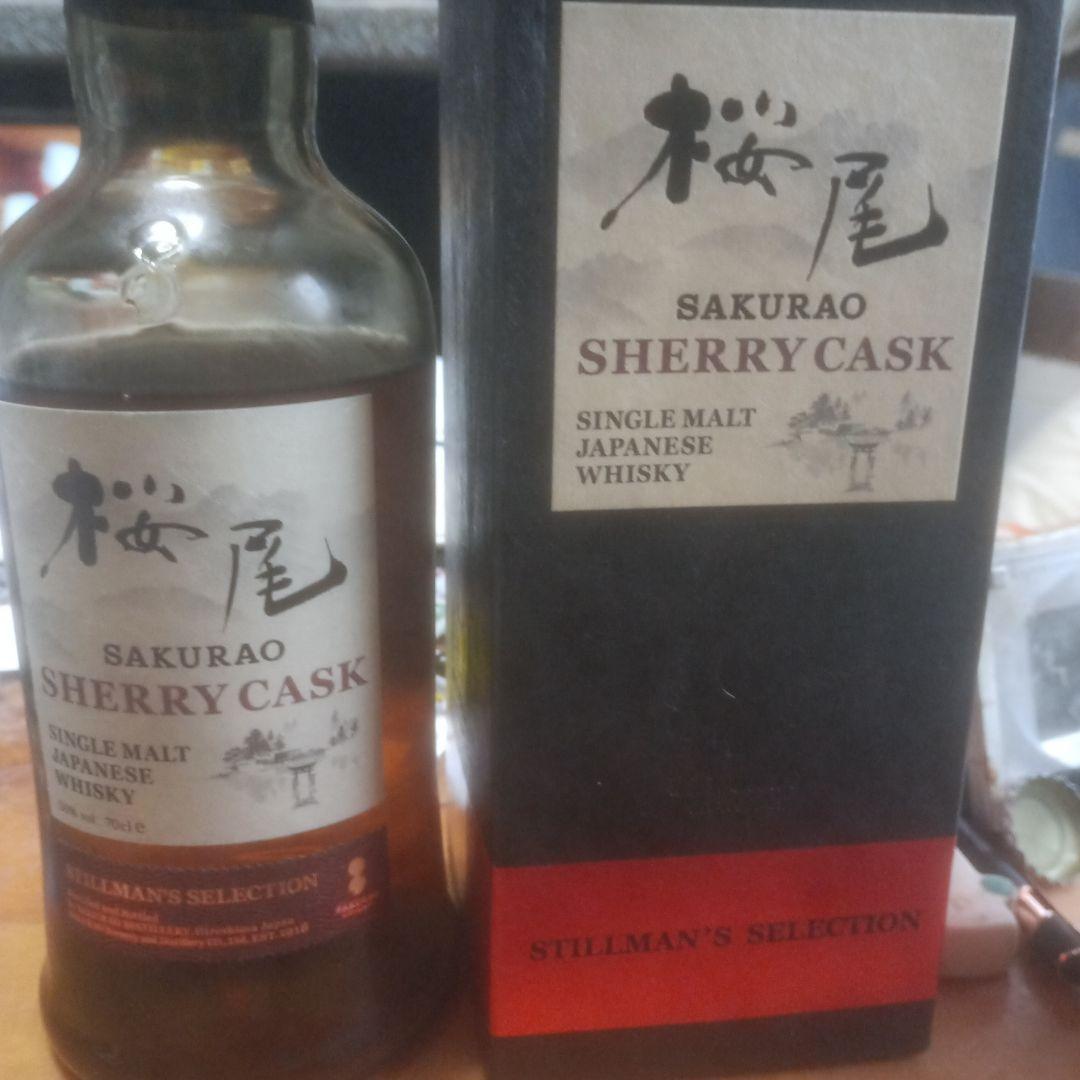 桜尾
SAKURAO
SHERRY CASK
SINGLE MALT
JAPANESE
WHISKY
70cl e
STILLMAN'S SELECTION
桜尾
SAKURAO
SHERRY CASK
SINGLE MALT
JAPANESE
WHISKY
STILLMAN'S SELECTION